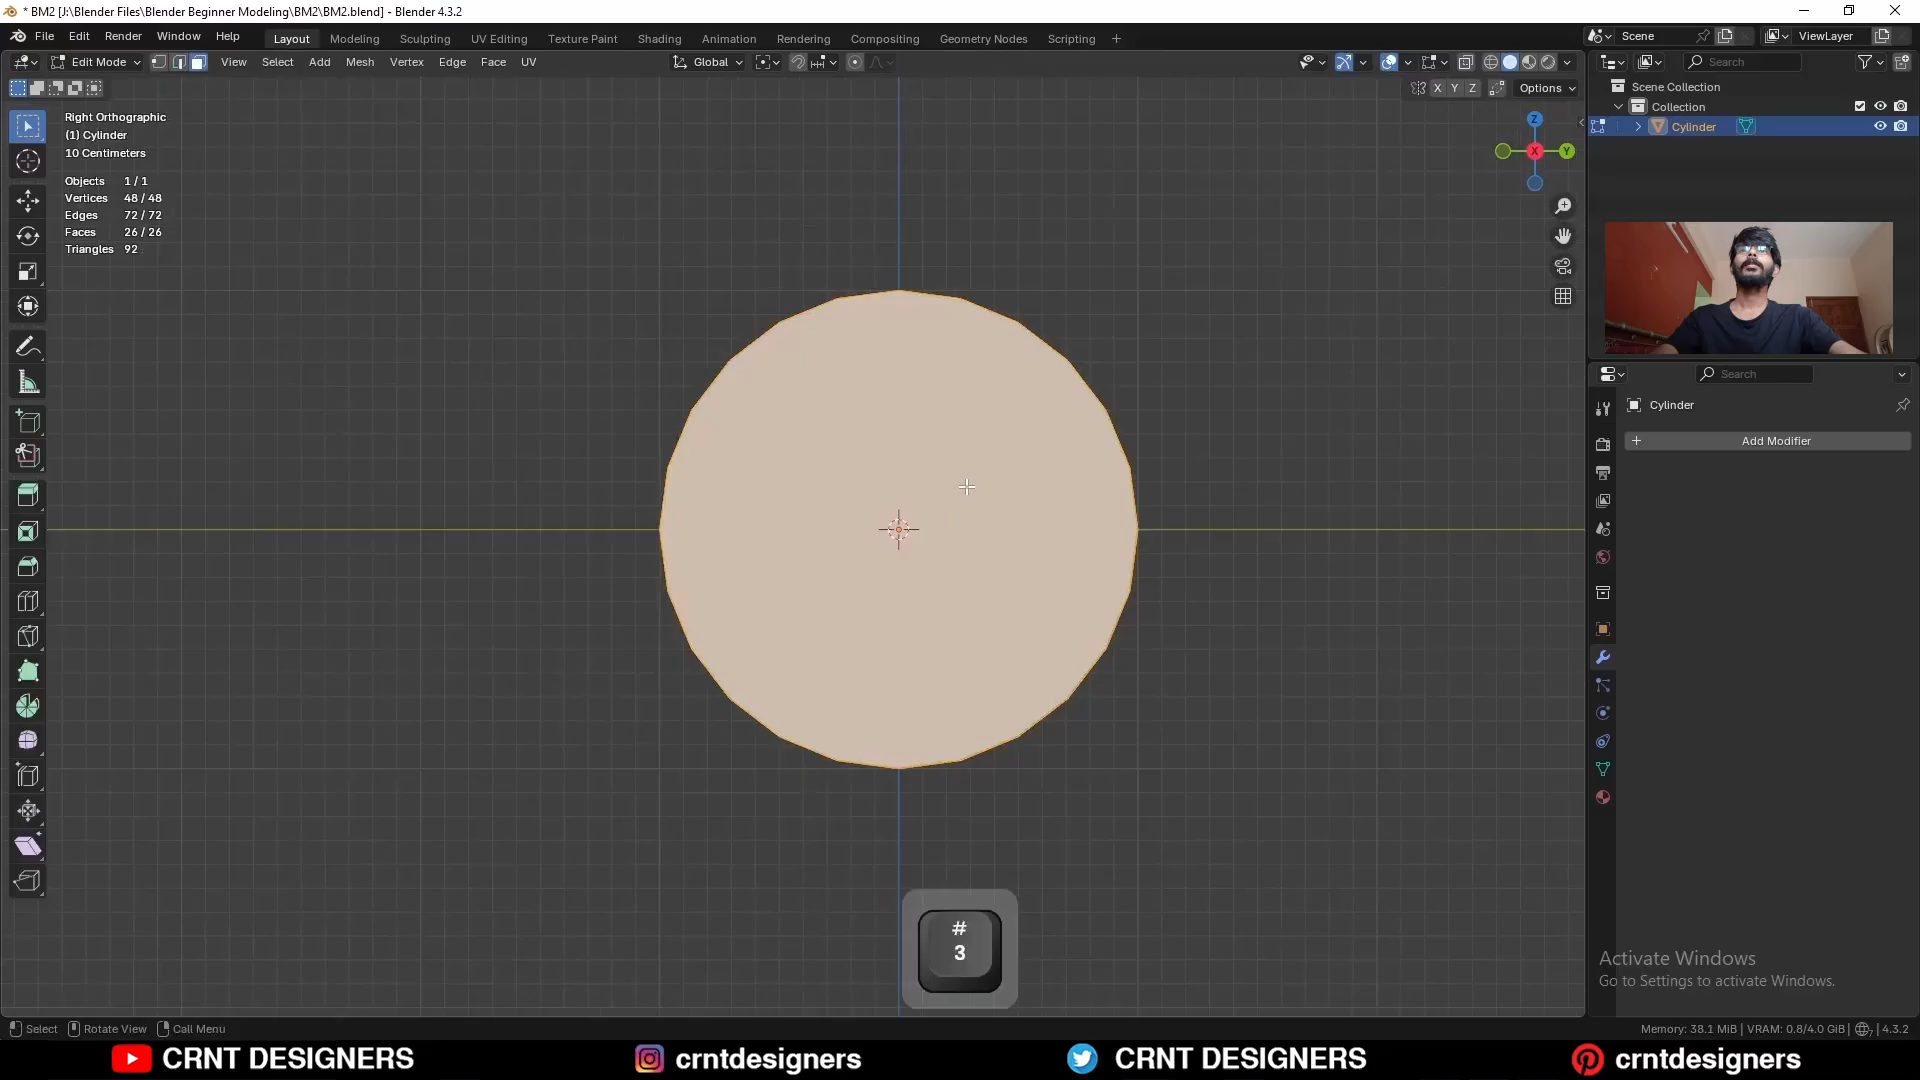 * BM2 [J:\Blender Files\Blender Beginner Modeling\BM2\BM2.blend] - Blender 4.3.2
File Edit Render Window Help Layout Modeling Sculpting UV Editing Texture Paint Shading Animation Rendering Compositing Geometry Nodes Scripting + Scene ViewLayer
Edit Mode View Select Add Mesh Vertex Edge Face UV Global Search
X Y Z Options
Scene Collection
Collection
Cylinder
Right Orthographic
(1) Cylinder
10 Centimeters
Objects 1 / 1
Vertices 48 / 48
Edges 72 / 72
Faces 26 / 26
Triangles 92
Z
X
Y
Search
Cylinder
+ Add Modifier
#
3
Activate Windows
Go to Settings to activate Windows.
Select Rotate View Call Menu Memory: 38.1 MiB | VRAM: 0.8/4.0 GiB | 4.3.2
CRNT DESIGNERS crntdesigners CRNT DESIGNERS crntdesigners